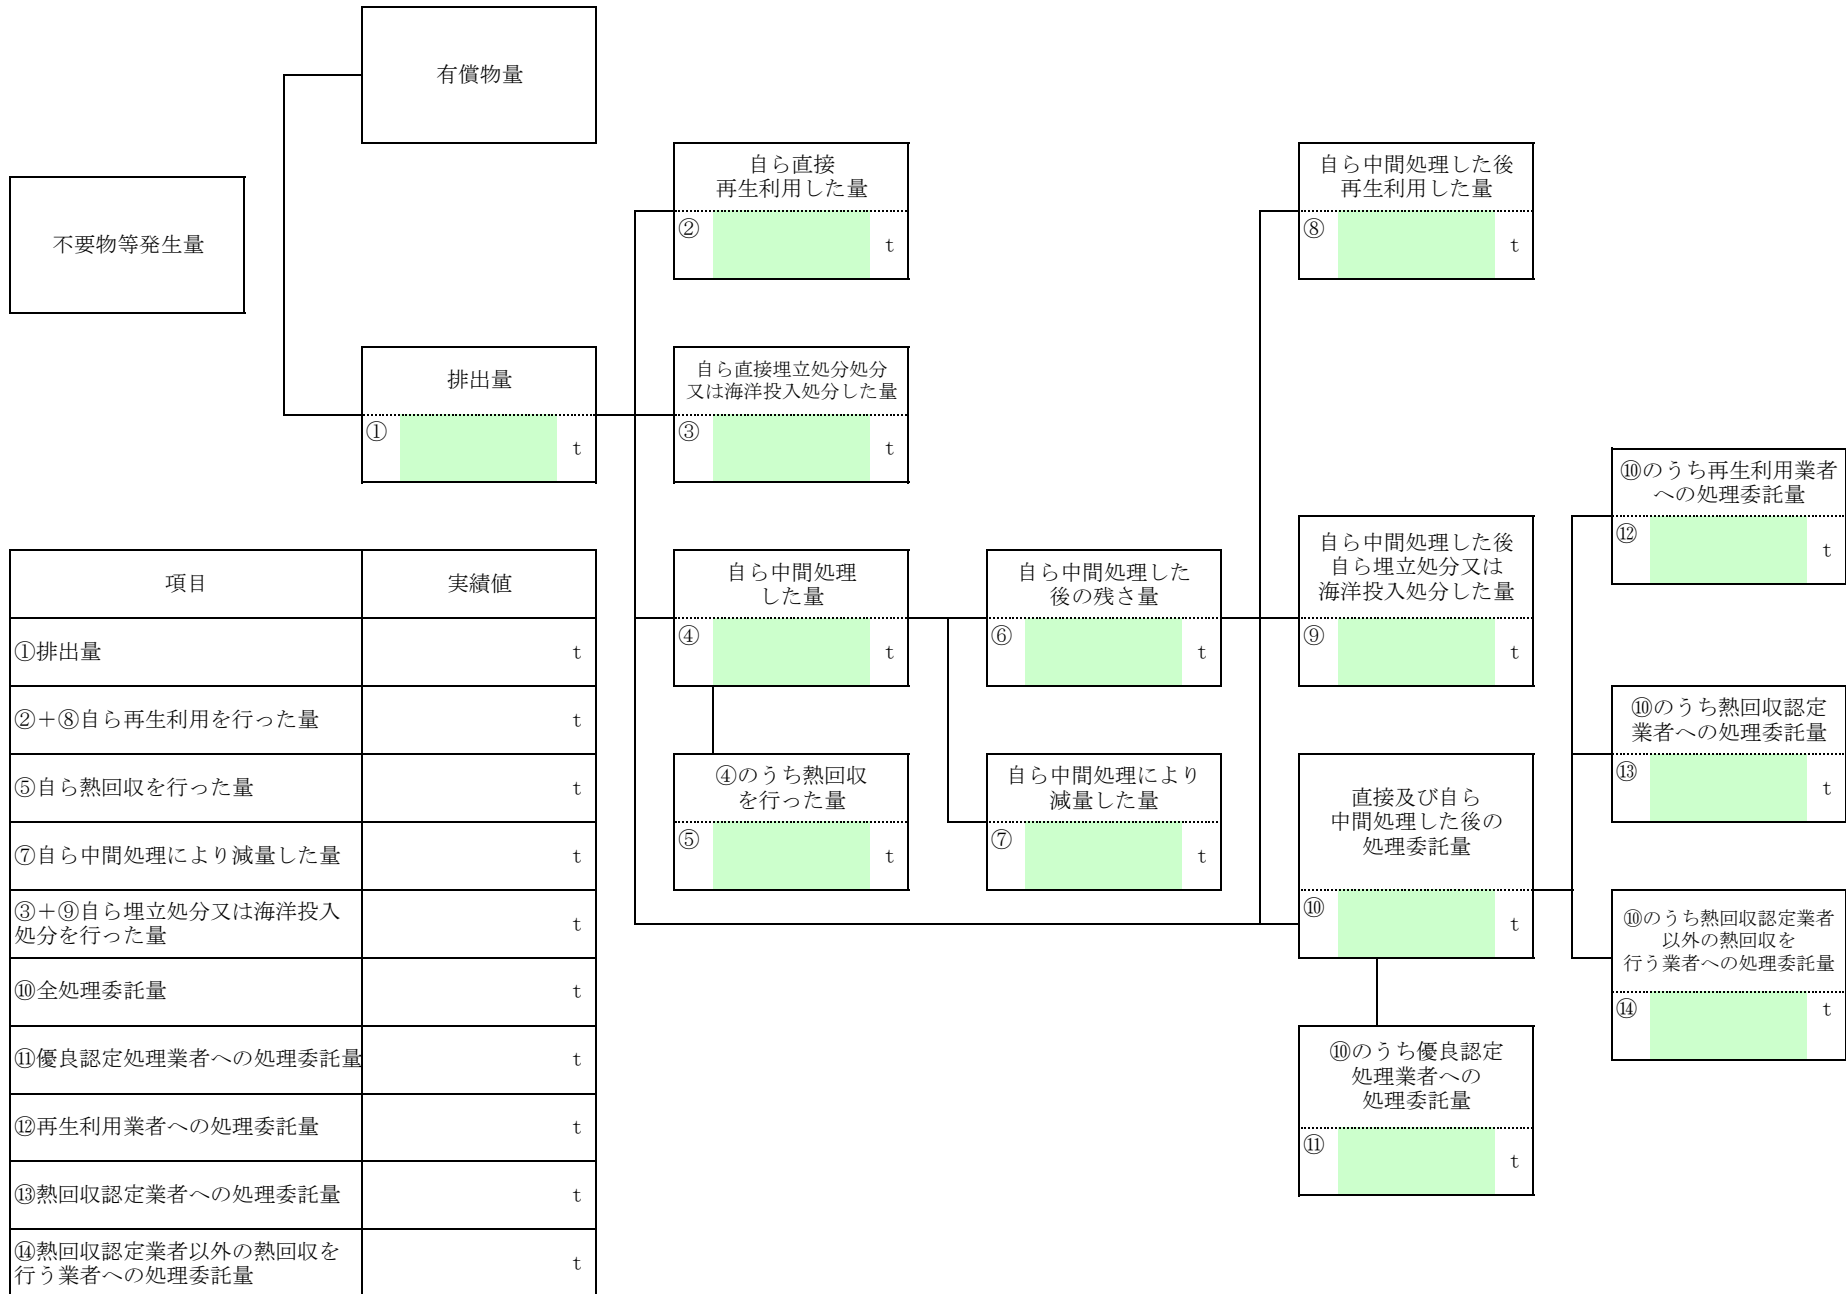 有償物量
不要物等発生量
自ら直接
再生利用した量
②
t
自ら中間処理した後
再生利用した量
⑧
t
排出量
①
t
自ら直接埋立処分処分
又は海洋投入処分した量
③
t
⑩のうち再生利用業者
への処理委託量
⑫
t
自ら中間処理
した量
④
t
自ら中間処理した
後の残さ量
⑥
t
自ら中間処理した後
自ら埋立処分又は
海洋投入処分した量
⑨
t
⑩のうち熱回収認定
業者への処理委託量
⑬
t
④のうち熱回収
を行った量
⑤
t
自ら中間処理により
減量した量
⑦
t
直接及び自ら
中間処理した後の
処理委託量
⑩
t
⑩のうち熱回収認定業者
以外の熱回収を
行う業者への処理委託量
⑭
t
⑩のうち優良認定
処理業者への
処理委託量
⑪
t
項目 実績値
①排出量 t
②+⑧自ら再生利用を行った量 t
⑤自ら熱回収を行った量 t
⑦自ら中間処理により減量した量 t
③+⑨自ら埋立処分又は海洋投入
処分を行った量 t
⑩全処理委託量 t
⑪優良認定処理業者への処理委託量 t
⑫再生利用業者への処理委託量 t
⑬熱回収認定業者への処理委託量 t
⑭熱回収認定業者以外の熱回収を
行う業者への処理委託量 t